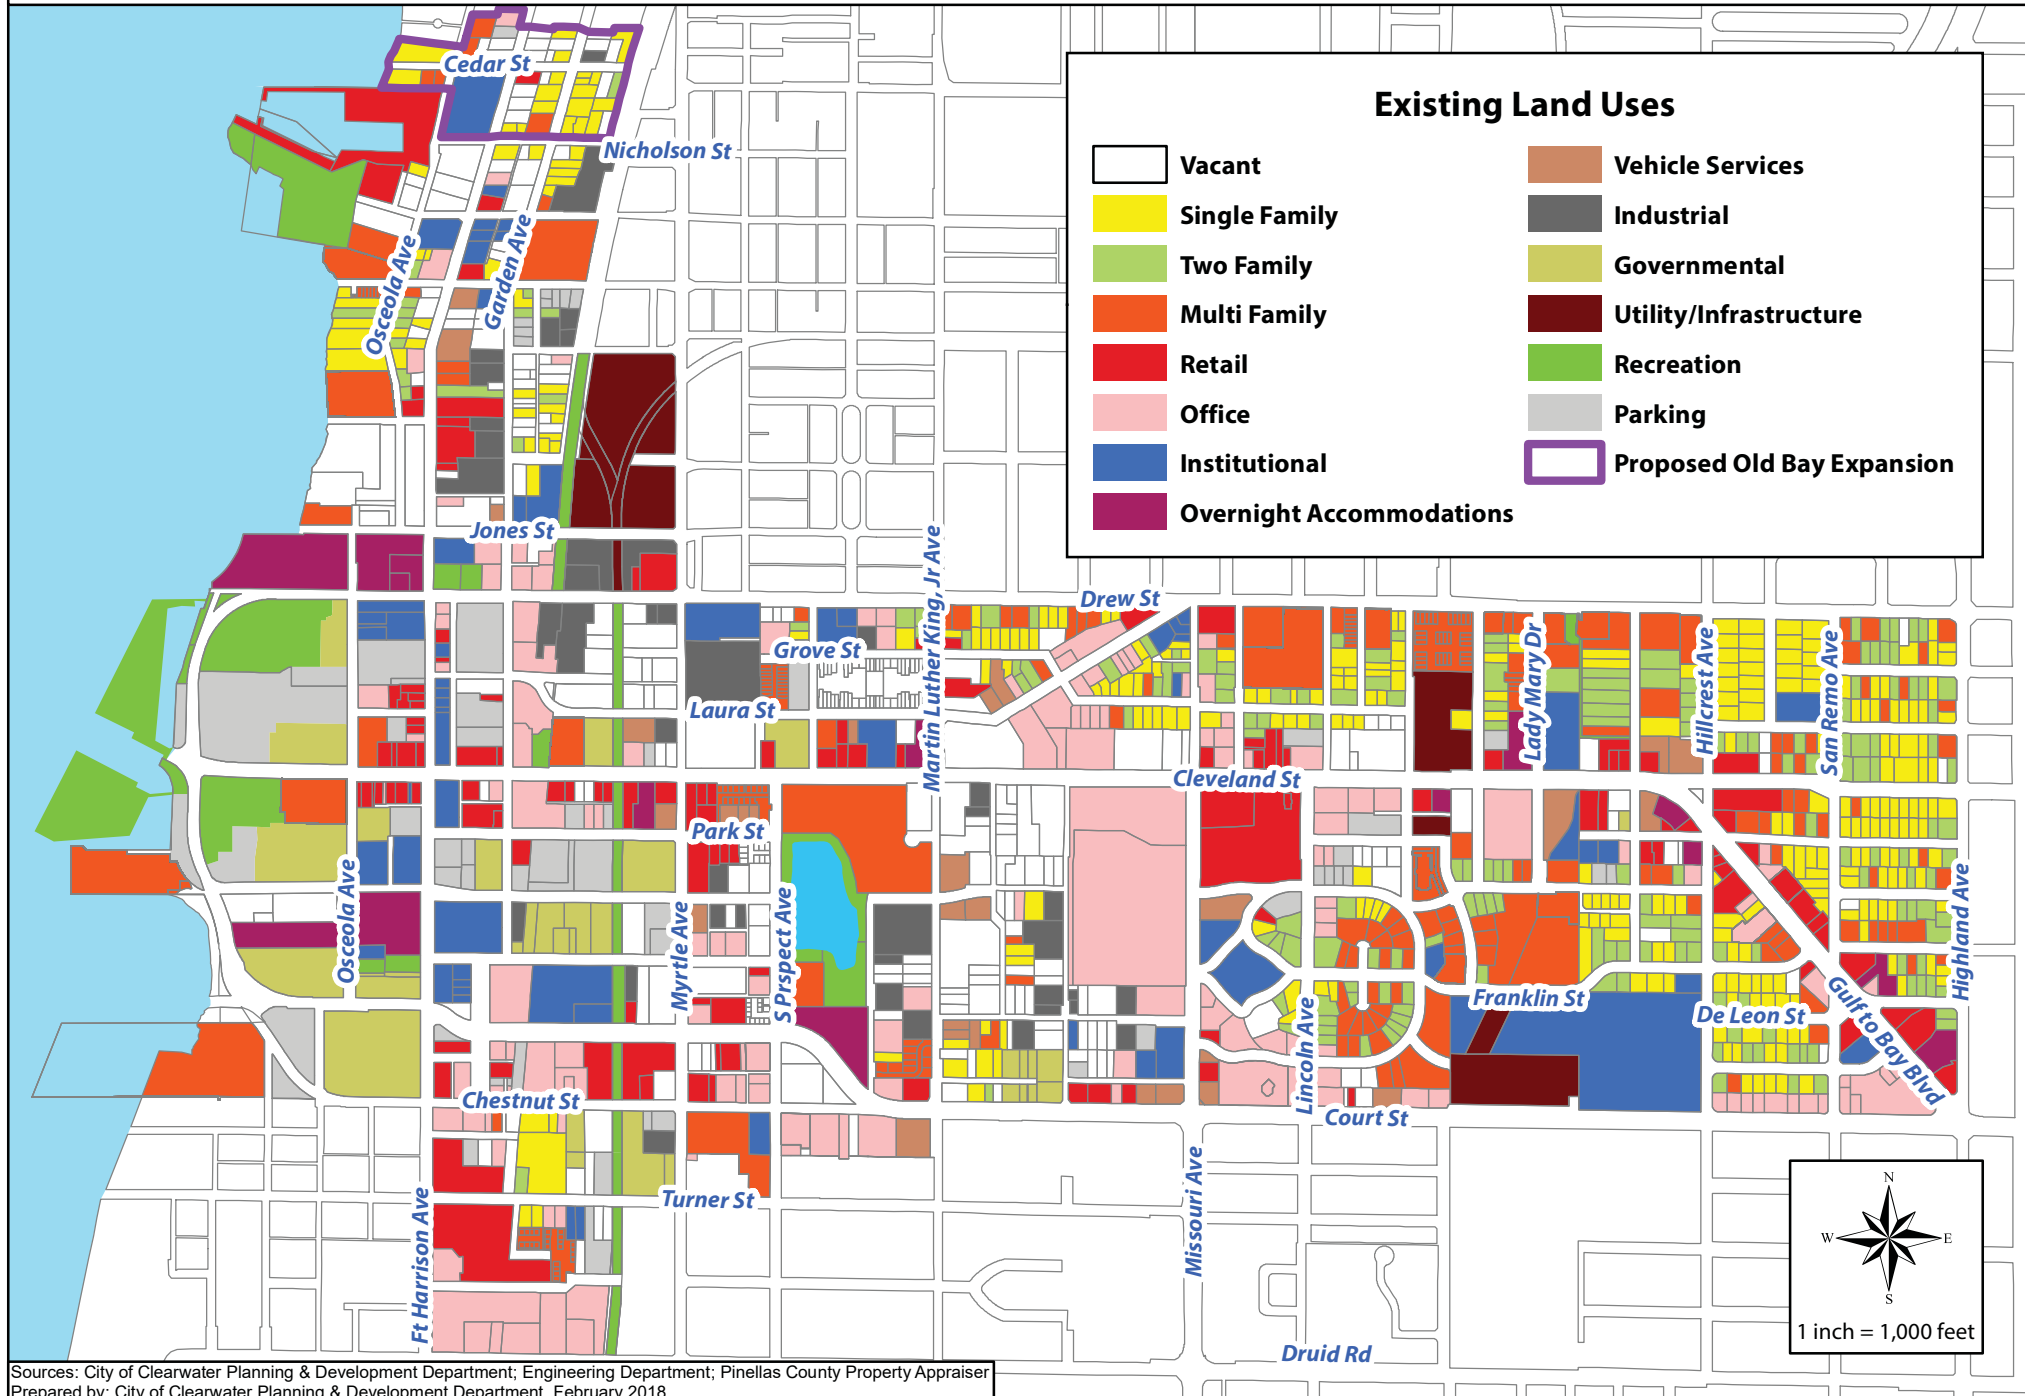 Existing Land Uses
Vacant
Single Family
Two Family
Multi Family
Retail
Office
Institutional
Overnight Accommodations
Vehicle Services
Industrial
Governmental
Utility/Infrastructure
Recreation
Parking
Proposed Old Bay Expansion
Cedar St
Nicholson St
Osceola Ave
Garden Ave
Jones St
Martin Luther King, Jr Ave
Drew St
Grove St
Laura St
Lady Mary Dr
Hillcrest Ave
San Remo Ave
Cleveland St
Park St
Osceola Ave
Myrtle Ave
S Prspect Ave
Highland Ave
Franklin St
De Leon St
Gulf to Bay Blvd
Lincoln Ave
Chestnut St
Court St
Ft Harrison Ave
Turner St
Missouri Ave
Druid Rd
N
W
E
S
1 inch = 1,000 feet
Sources: City of Clearwater Planning & Development Department; Engineering Department; Pinellas County Property Appraiser
Prepared by: City of Clearwater Planning & Development Department, February 2018